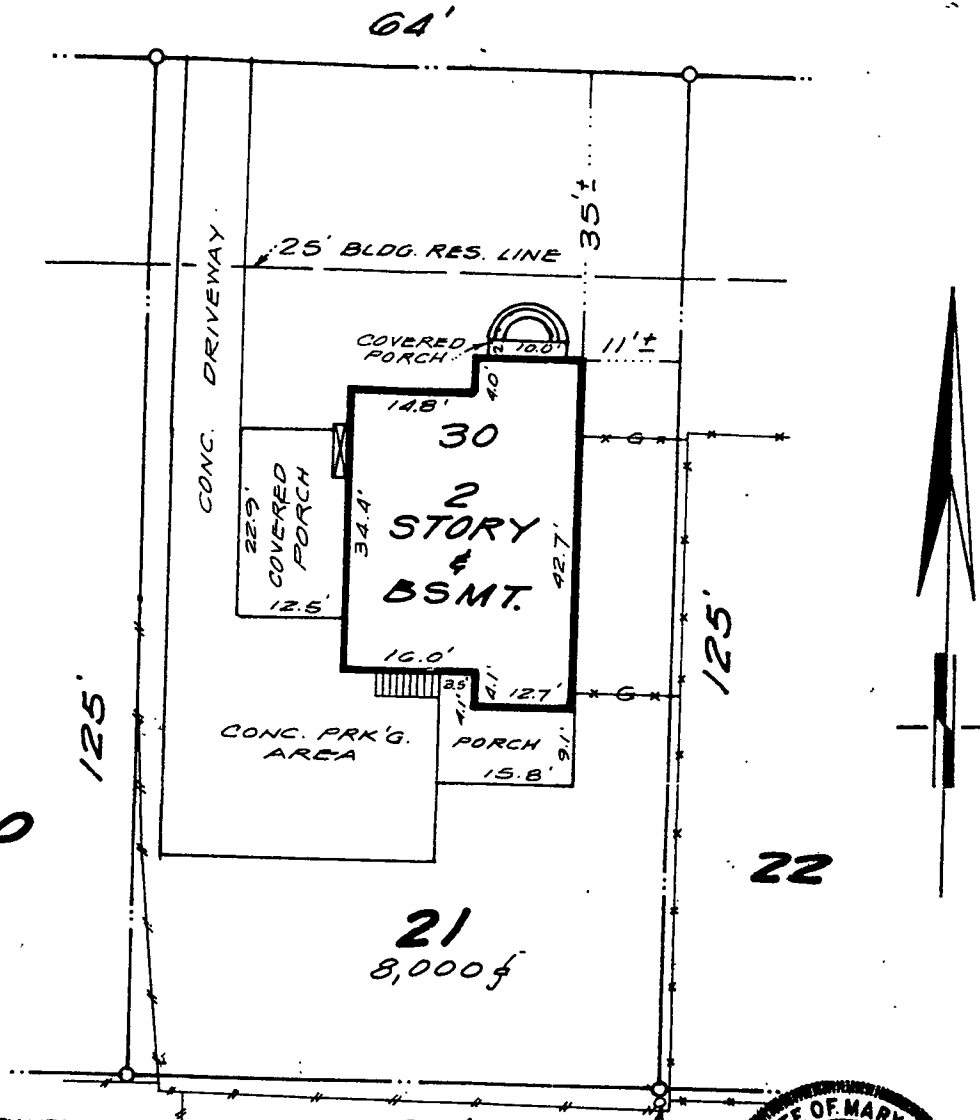 64'
35'±
25' BLDG. RES. LINE
CONC. DRIVEWAY
COVERED
PORCH
2
10.0'
11'±
4.0'
14.8'
30
2
STORY
&
BSMT.
34.4'
42.7'
22.9'
COVERED
PORCH
12.5'
16.0'
3.5'
4.1'
4.1'
12.7'
G
G
CONC. PRK'G.
AREA
PORCH
9.1'
15.8'
125'
125'
22
21
8,000
OF MARY